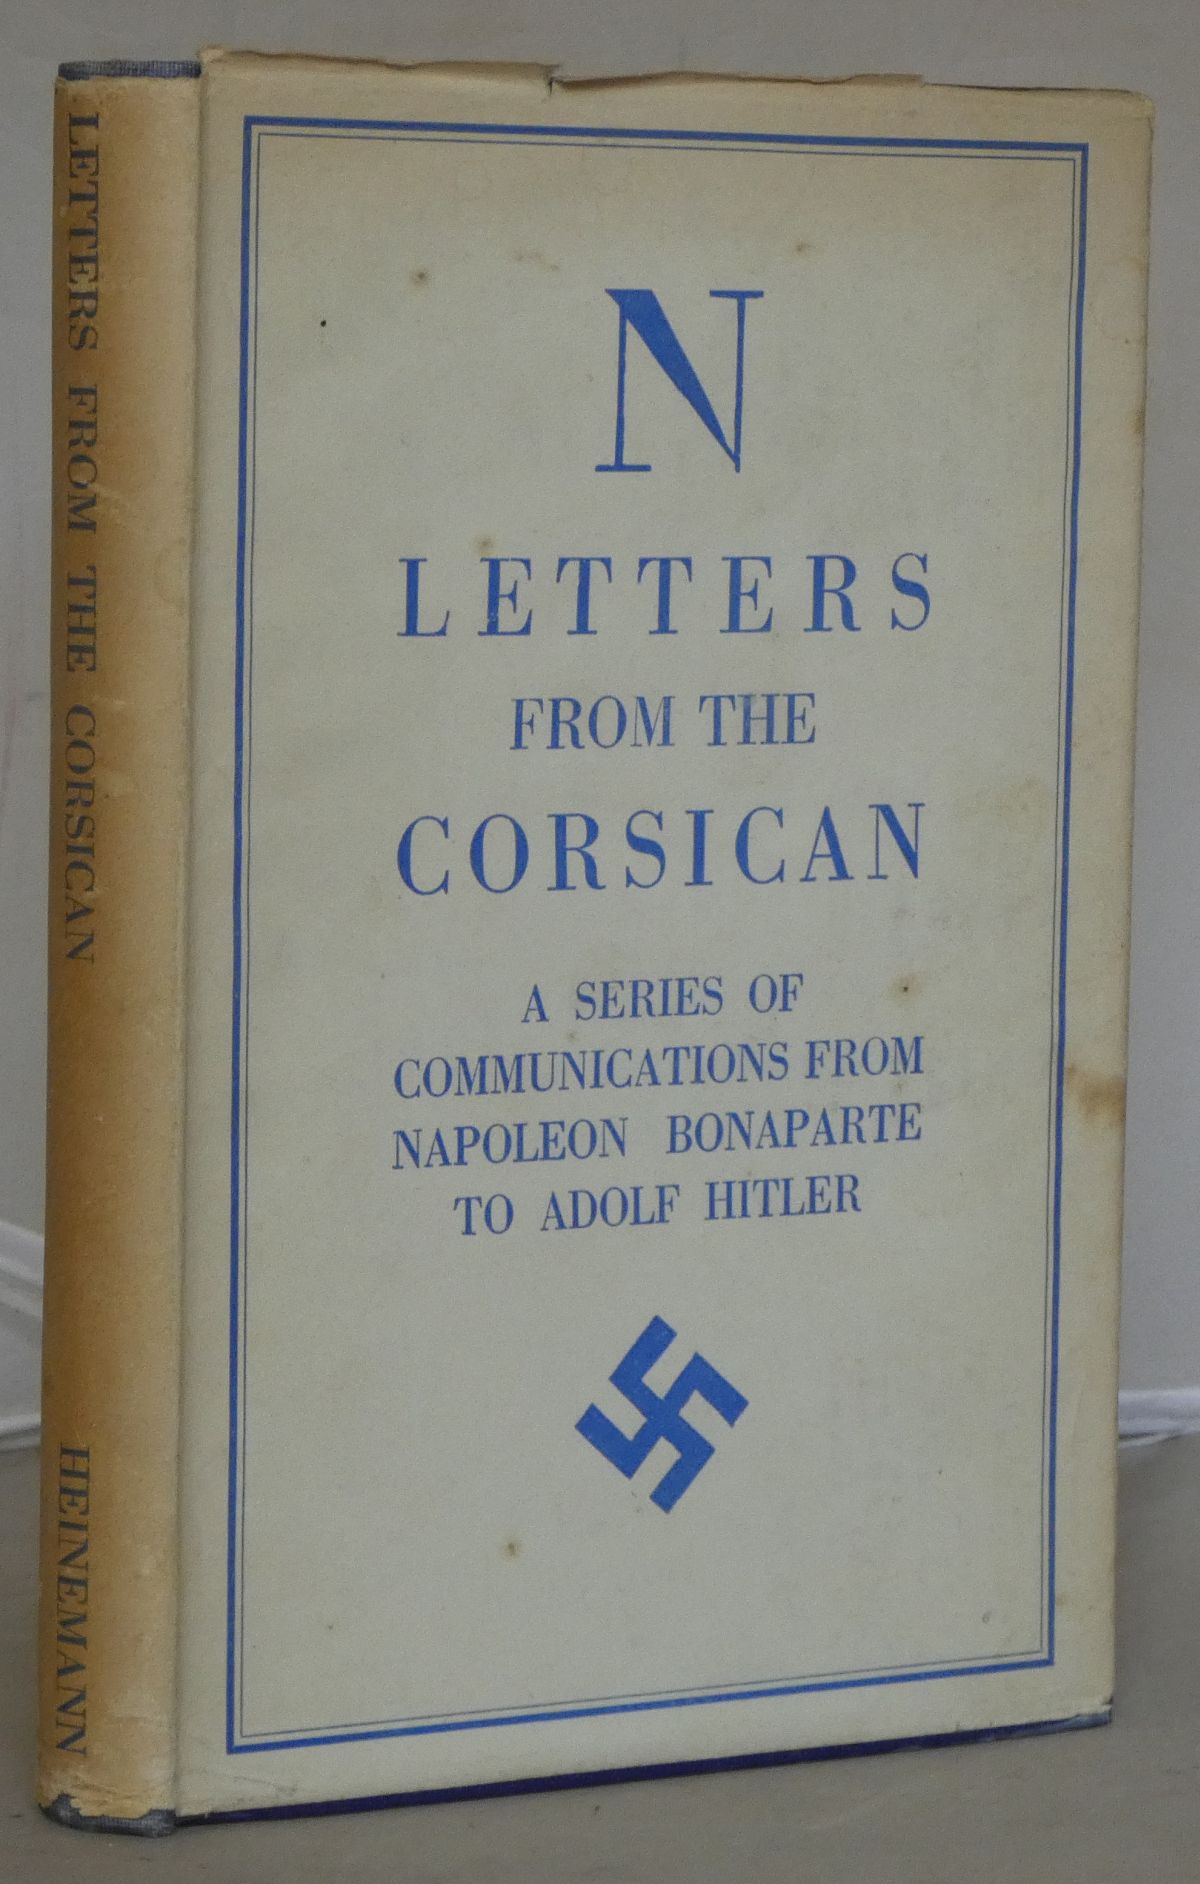 LETTERS FROM THE CORSICAN
HEINEMANN
N
LETTERS
FROM THE
CORSICAN
A SERIES OF
COMMUNICATIONS FROM
NAPOLEON BONAPARTE
TO ADOLF HITLER